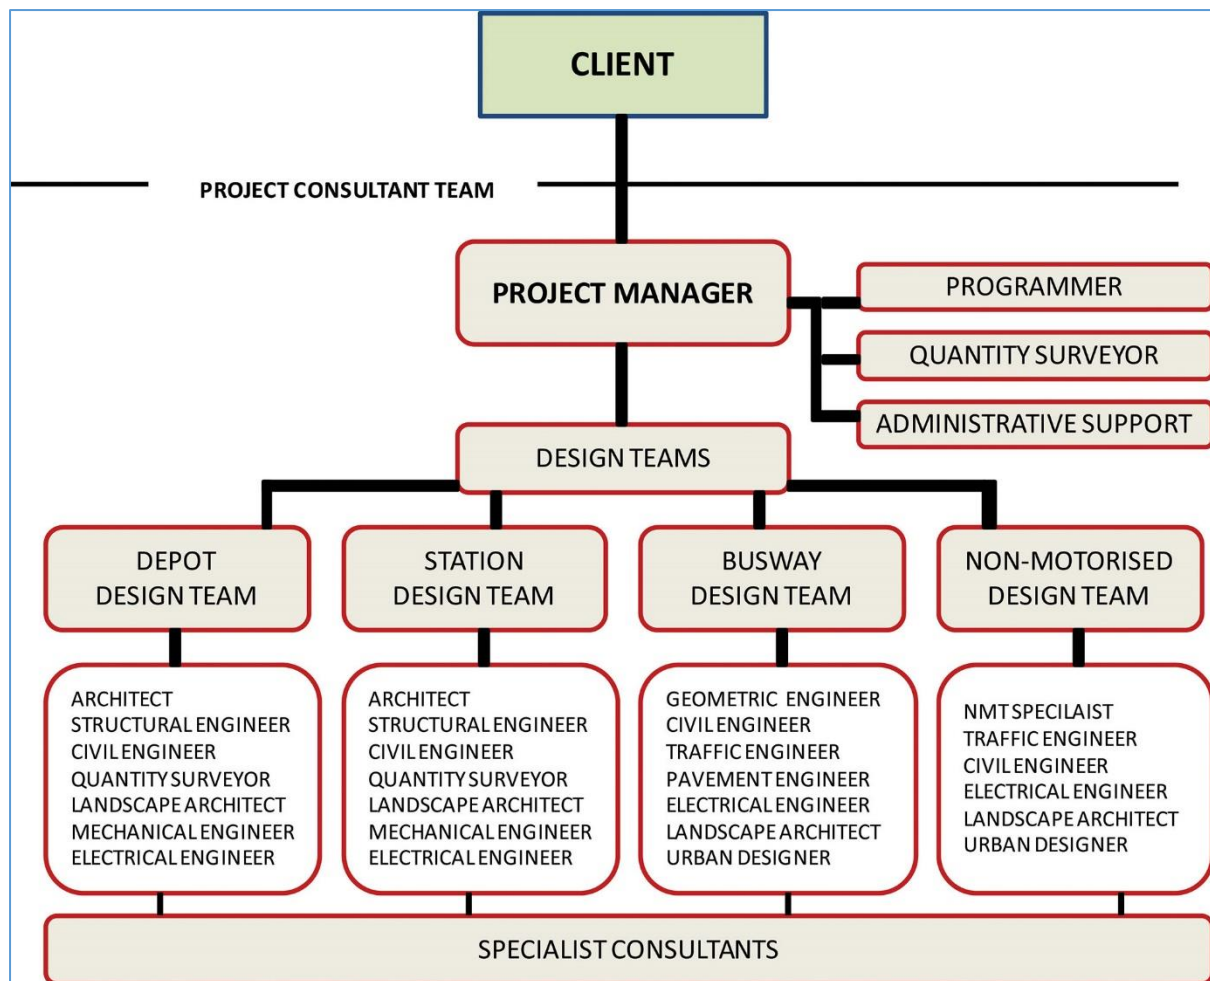 CLIENT
PROJECT CONSULTANT TEAM
PROJECT MANAGER
PROGRAMMER
QUANTITY SURVEYOR
ADMINISTRATIVE SUPPORT
DESIGN TEAMS
DEPOT
DESIGN TEAM
STATION
DESIGN TEAM
BUSWAY
DESIGN TEAM
NON-MOTORISED
DESIGN TEAM
ARCHITECT
STRUCTURAL ENGINEER
CIVIL ENGINEER
QUANTITY SURVEYOR
LANDSCAPE ARCHITECT
MECHANICAL ENGINEER
ELECTRICAL ENGINEER
ARCHITECT
STRUCTURAL ENGINEER
CIVIL ENGINEER
QUANTITY SURVEYOR
LANDSCAPE ARCHITECT
MECHANICAL ENGINEER
ELECTRICAL ENGINEER
GEOMETRIC ENGINEER
CIVIL ENGINEER
TRAFFIC ENGINEER
PAVEMENT ENGINEER
ELECTRICAL ENGINEER
LANDSCAPE ARCHITECT
URBAN DESIGNER
NMT SPECILAIST
TRAFFIC ENGINEER
CIVIL ENGINEER
ELECTRICAL ENGINEER
LANDSCAPE ARCHITECT
URBAN DESIGNER
SPECIALIST CONSULTANTS